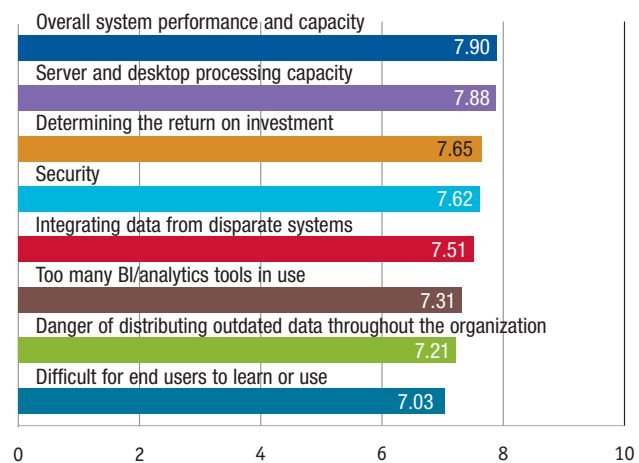 Overall system performance and capacity
7.90
Server and desktop processing capacity
7.88
Determining the return on investment
7.65
Security
7.62
Integrating data from disparate systems
7.51
Too many BI/analytics tools in use
7.31
Danger of distributing outdated data throughout the organization
7.21
Difficult for end users to learn or use
7.03
0 2 4 6 8 10